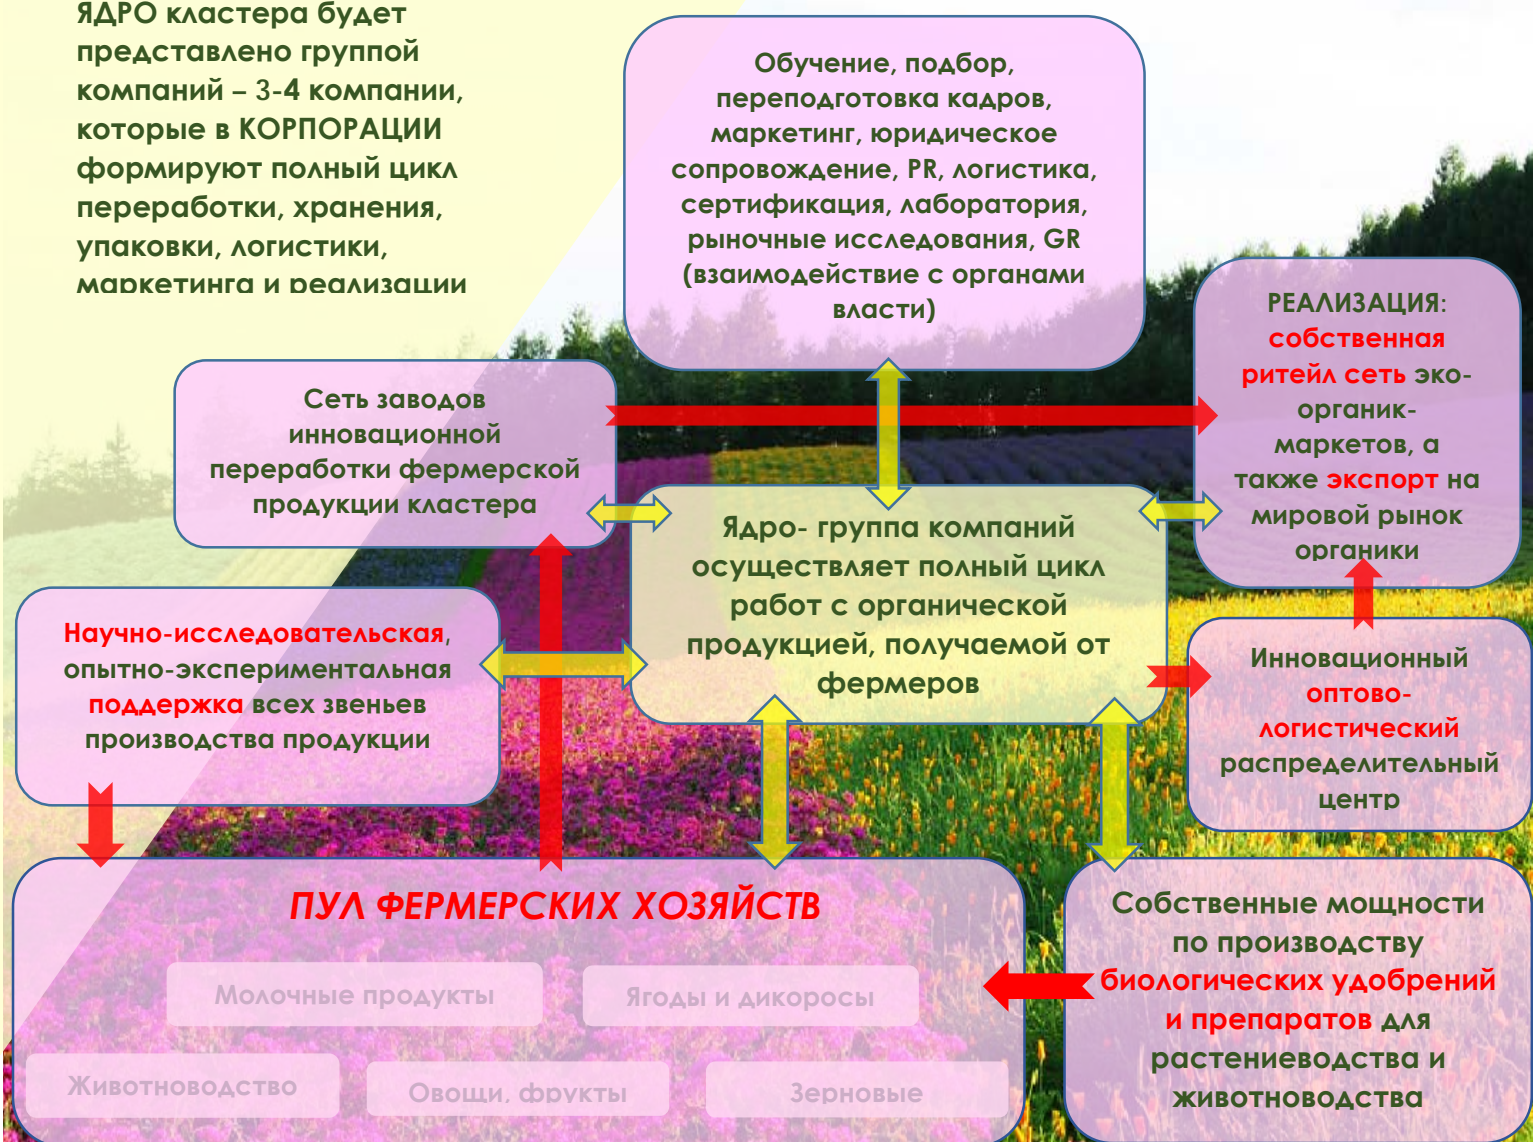 ЯДРО кластера будет
представлено группой
компаний – 3-4 компании,
которые в КОРПОРАЦИИ
формируют полный цикл
переработки, хранения,
упаковки, логистики,
маркетинга и реализации
Обучение, подбор,
переподготовка кадров,
маркетинг, юридическое
сопровождение, PR, логистика,
сертификация, лаборатория,
рыночные исследования, GR
(взаимодействие с органами
власти)
РЕАЛИЗАЦИЯ:
собственная
ритейл сеть эко-
органик-
маркетов, а
также экспорт на
мировой рынок
органики
Сеть заводов
инновационной
переработки фермерской
продукции кластера
Ядро- группа компаний
осуществляет полный цикл
работ с органической
продукцией, получаемой от
фермеров
Научно-исследовательская,
опытно-экспериментальная
поддержка всех звеньев
производства продукции
Инновационный
оптово-
логистический
распределительный
центр
ПУЛ ФЕРМЕРСКИХ ХОЗЯЙСТВ
Молочные продукты
Ягоды и дикоросы
Животноводство
Овощи, фрукты
Зерновые
Собственные мощности
по производству
биологических удобрений
и препаратов для
растениеводства и
животноводства